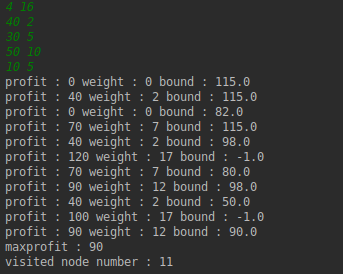 4 16
40 2
30 5
50 10
10 5
profit : 0 weight : 0 bound : 115.0
profit : 40 weight : 2 bound : 115.0
profit : 0 weight : 0 bound : 82.0
profit : 70 weight : 7 bound : 115.0
profit : 40 weight : 2 bound : 98.0
profit : 120 weight : 17 bound : -1.0
profit : 70 weight : 7 bound : 80.0
profit : 90 weight : 12 bound : 98.0
profit : 40 weight : 2 bound : 50.0
profit : 100 weight : 17 bound : -1.0
profit : 90 weight : 12 bound : 90.0
maxprofit : 90
visited node number : 11